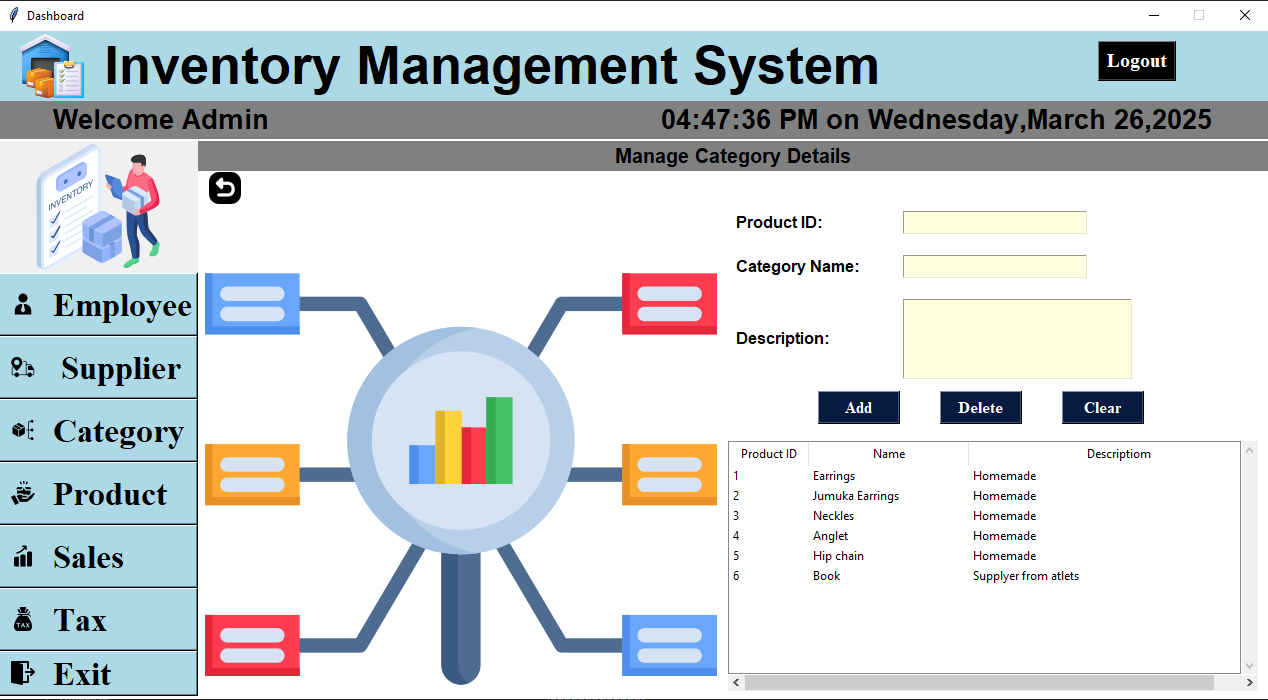 Dashboard
Inventory Management System
Logout
Welcome Admin
04:47:36 PM on Wednesday,March 26,2025
INVENTORY
Manage Category Details
Employee
Supplier
Category
Product
Sales
TAX
Tax
Exit
Product ID:
Category Name:
Description:
Add Delete Clear
Product ID Name Descriptiom
1 Earrings Homemade
2 Jumuka Earrings Homemade
3 Neckles Homemade
4 Anglet Homemade
5 Hip chain Homemade
6 Book Supplyer from atlets